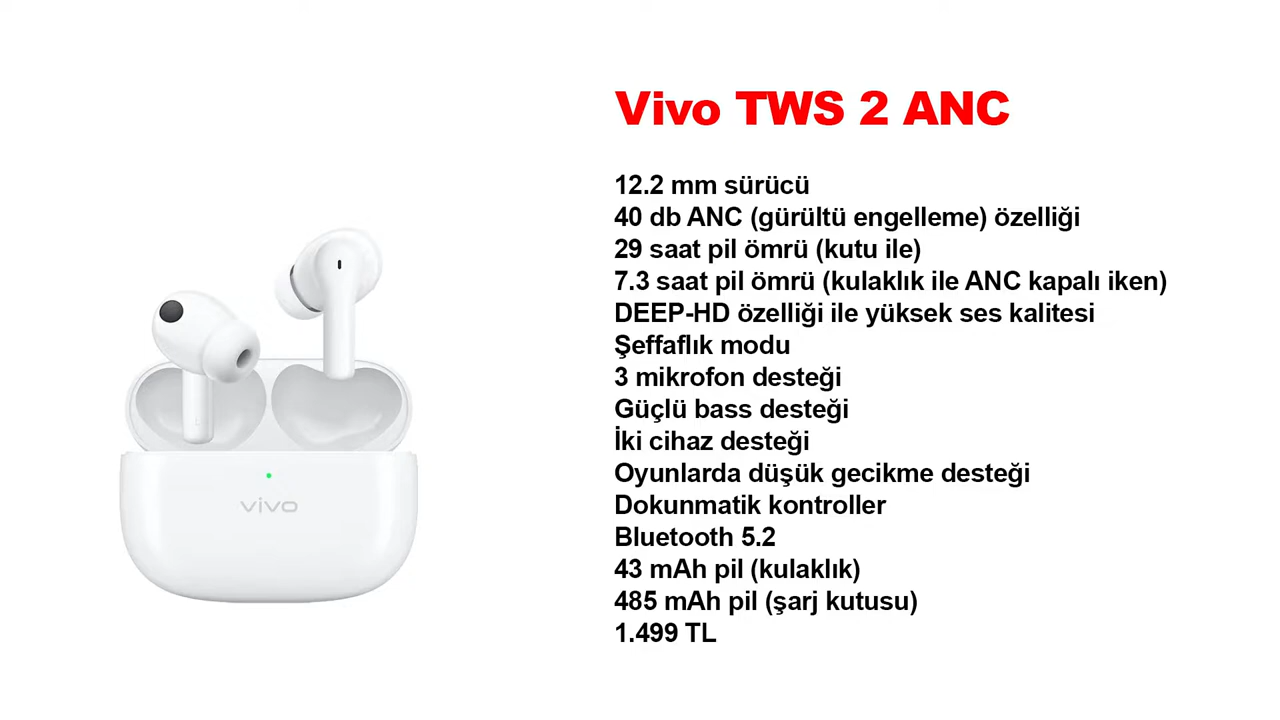 Vivo TWS 2 ANC
12.2 mm sürücü
40 db ANC (gürültü engelleme) özelliği
29 saat pil ömrü (kutu ile)
7.3 saat pil ömrü (kulaklık ile ANC kapalı iken)
DEEP-HD özelliği ile yüksek ses kalitesi
Şeffaflık modu
3 mikrofon desteği
Güçlü bass desteği
İki cihaz desteği
Oyunlarda düşük gecikme desteği
Dokunmatik kontroller
Bluetooth 5.2
43 mAh pil (kulaklık)
485 mAh pil (şarj kutusu)
1.499 TL
vivo